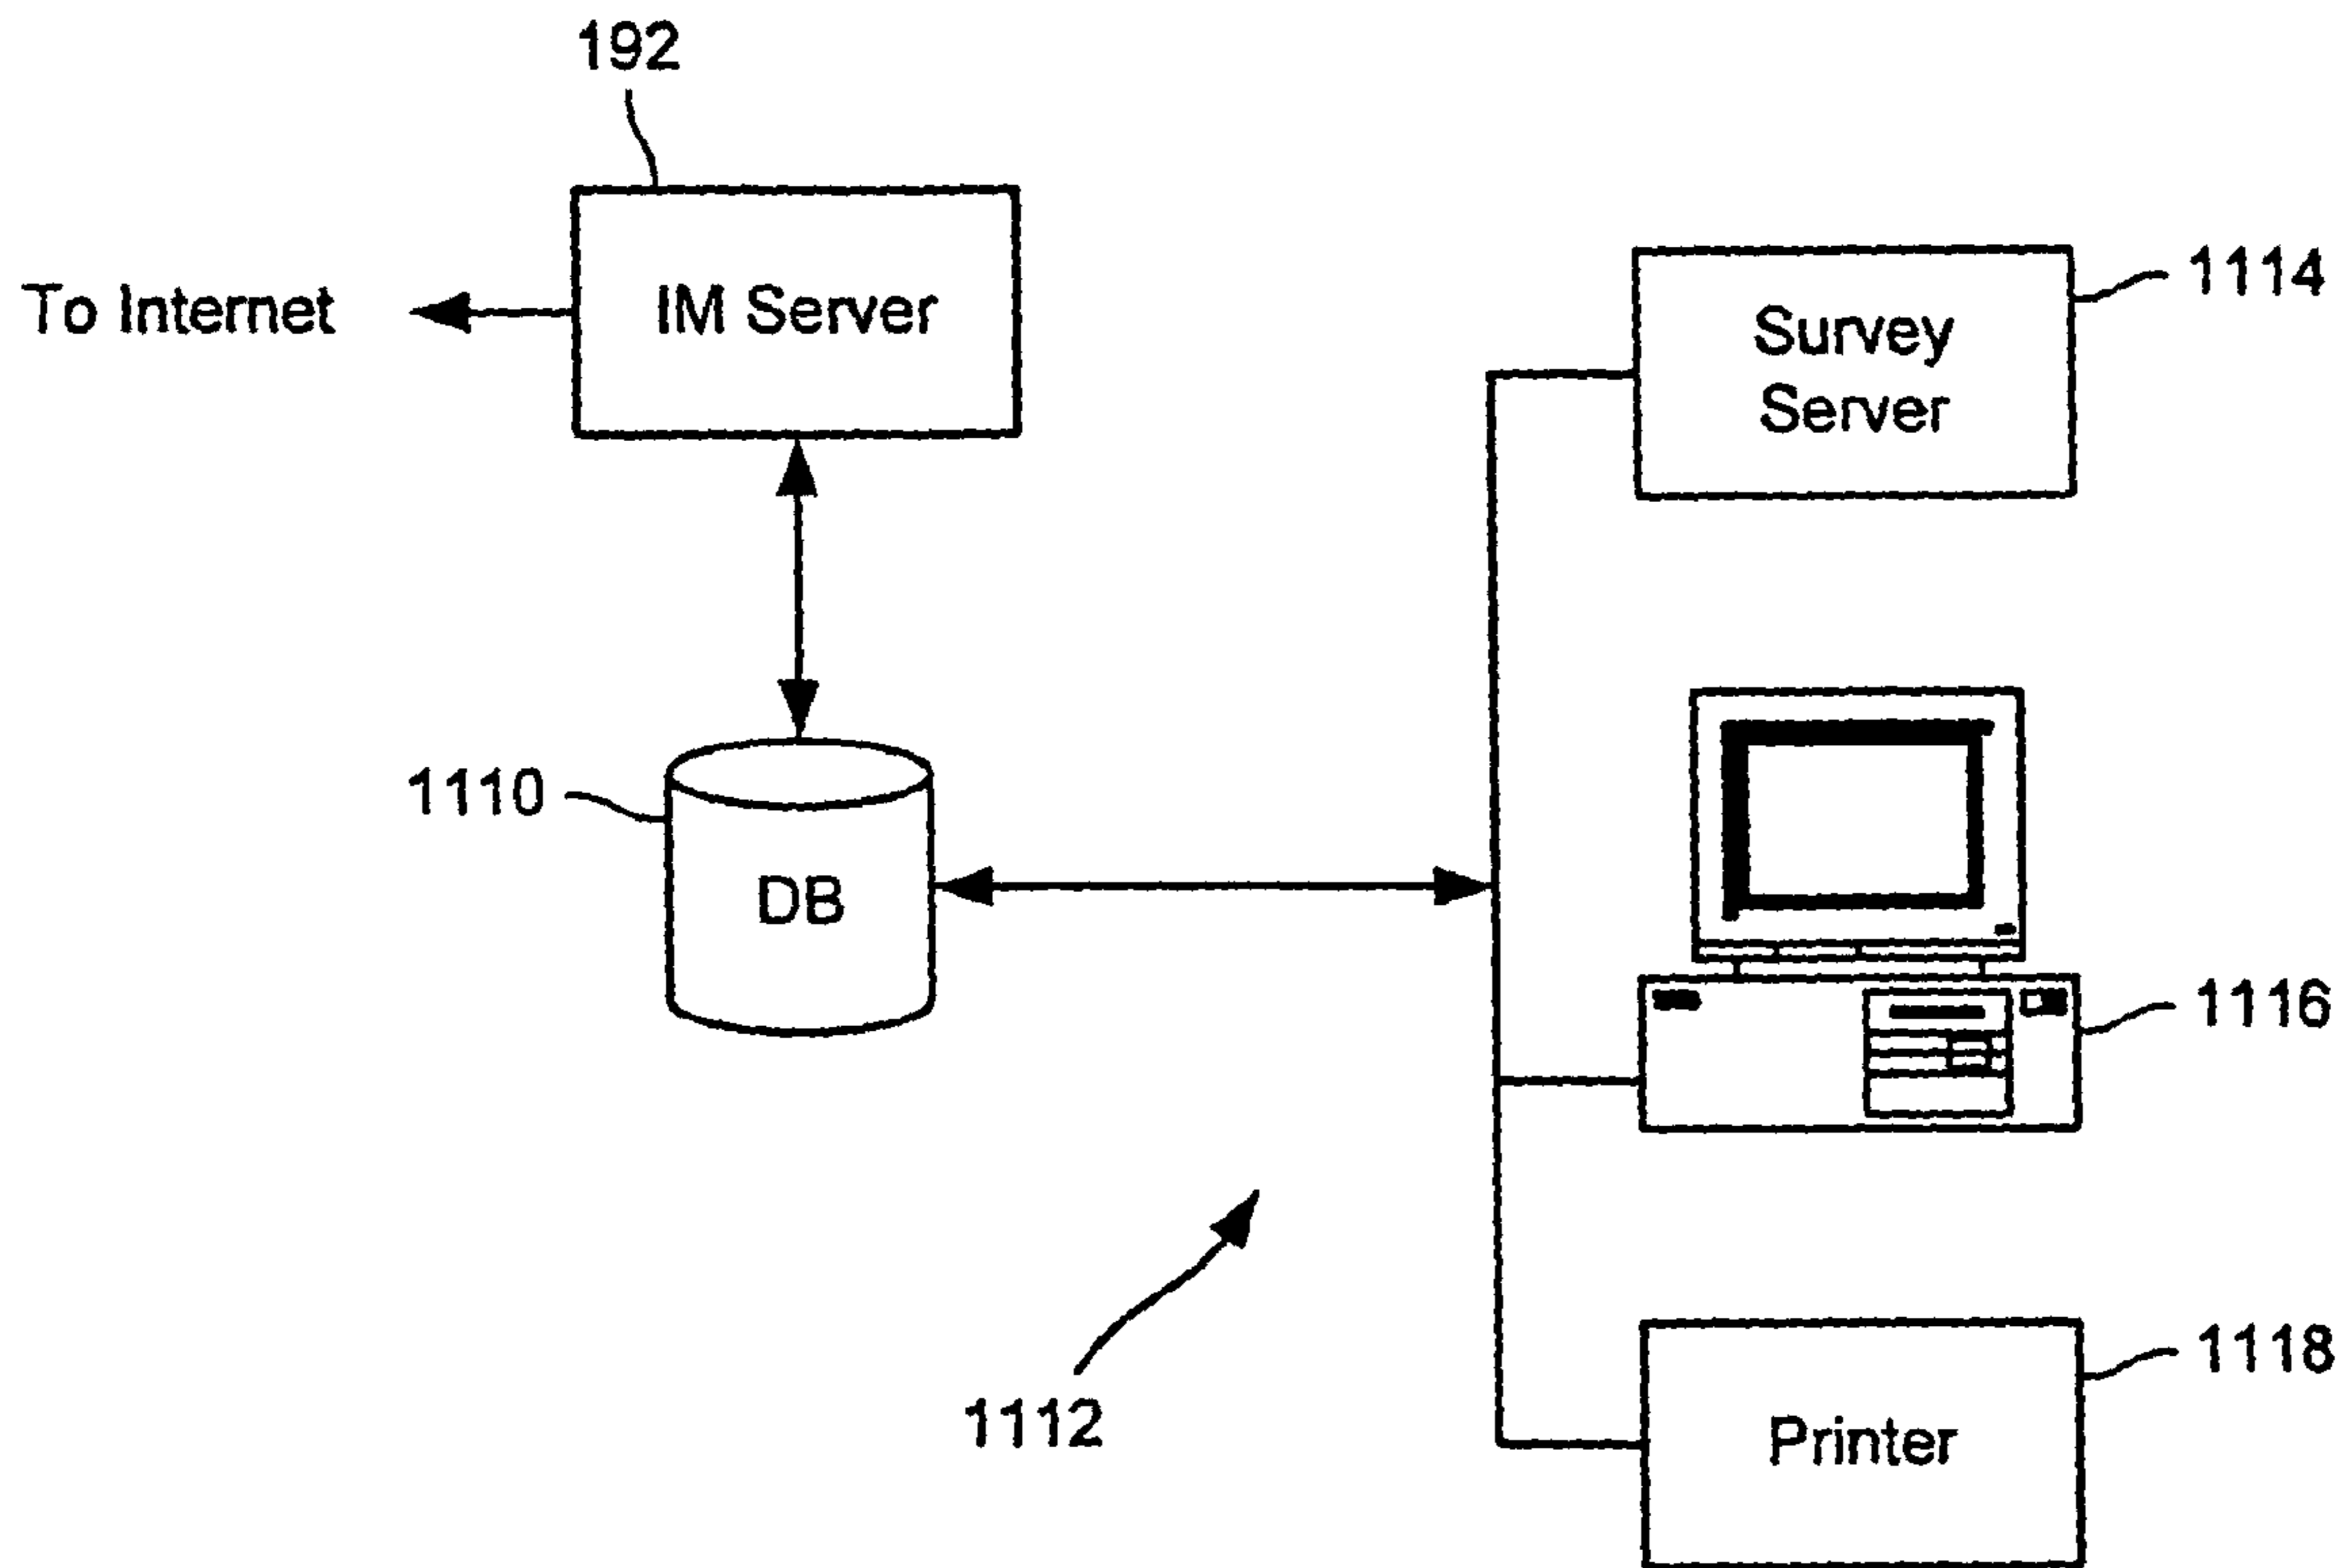 192
To Internet
IM Server
1114
Survey
Server
1110
DB
1116
1112
1118
Printer